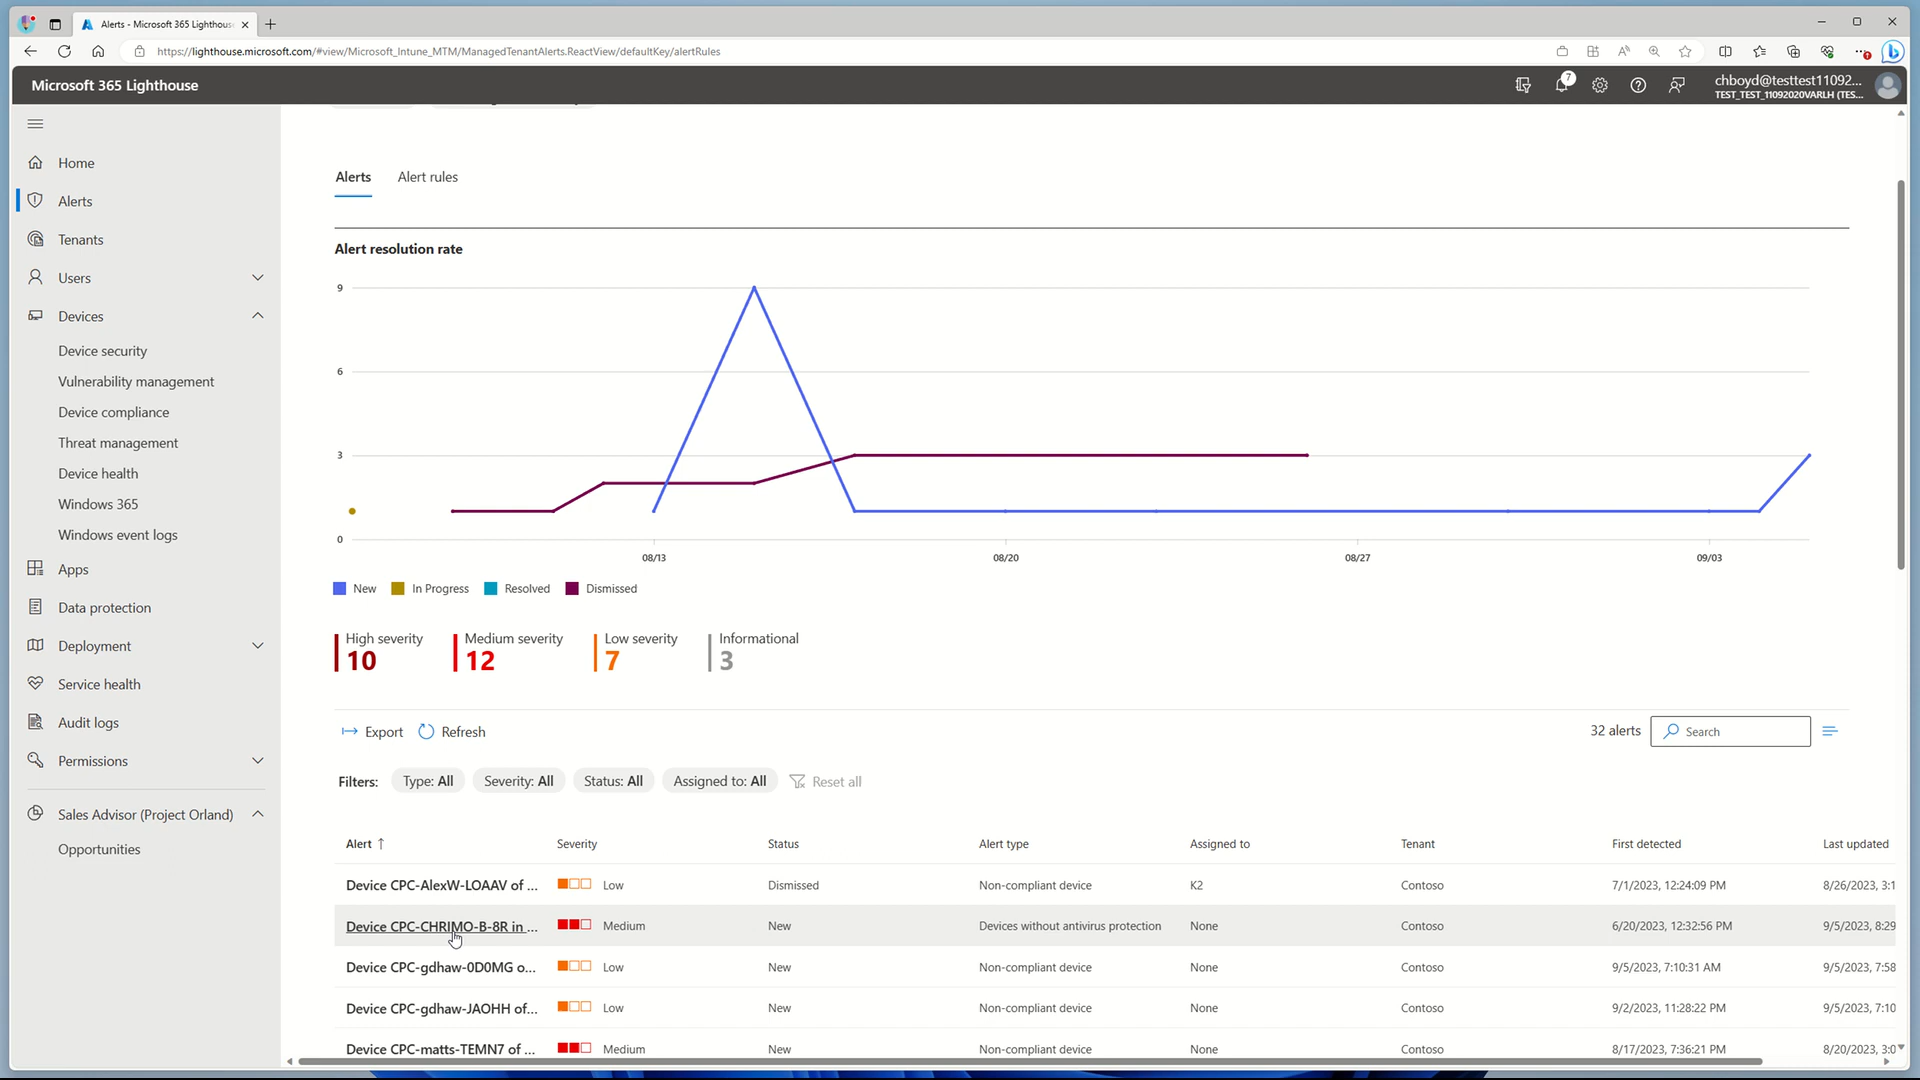 Alerts - Microsoft 365 Lighthouse
https://lighthouse.microsoft.com/#view/Microsoft_Intune_MTM/ManagedTenantAlerts.ReactView/defaultKey/alertRules
Microsoft 365 Lighthouse
7
chboyd@testtest11092...
TEST_TEST_11092020VARLH (TES...
Home
Alerts
Tenants
Users
Devices
Device security
Vulnerability management
Device compliance
Threat management
Device health
Windows 365
Windows event logs
Apps
Data protection
Deployment
Service health
Audit logs
Permissions
Sales Advisor (Project Orland)
Opportunities
Alerts Alert rules
Alert resolution rate
9
6
3
0
08/13 08/20 08/27 09/03
New In Progress Resolved Dismissed
High severity Medium severity Low severity Informational
10 12 7 3
Export Refresh 32 alerts Search
Filters: Type: All Severity: All Status: All Assigned to: All Reset all
Alert ↑ Severity Status Alert type Assigned to Tenant First detected Last updated
Device CPC-AlexW-LOAAV of ... Low Dismissed Non-compliant device K2 Contoso 7/1/2023, 12:24:09 PM 8/26/2023, 3:1
Device CPC-CHRIMO-B-8R in ... Medium New Devices without antivirus protection None Contoso 6/20/2023, 12:32:56 PM 9/5/2023, 8:29
Device CPC-gdhaw-0D0MG o... Low New Non-compliant device None Contoso 9/5/2023, 7:10:31 AM 9/5/2023, 7:58
Device CPC-gdhaw-JAOHH of... Low New Non-compliant device None Contoso 9/2/2023, 11:28:22 PM 9/5/2023, 7:10
Device CPC-matts-TEMN7 of ... Medium New Non-compliant device None Contoso 8/17/2023, 7:36:21 PM 8/20/2023, 3:0